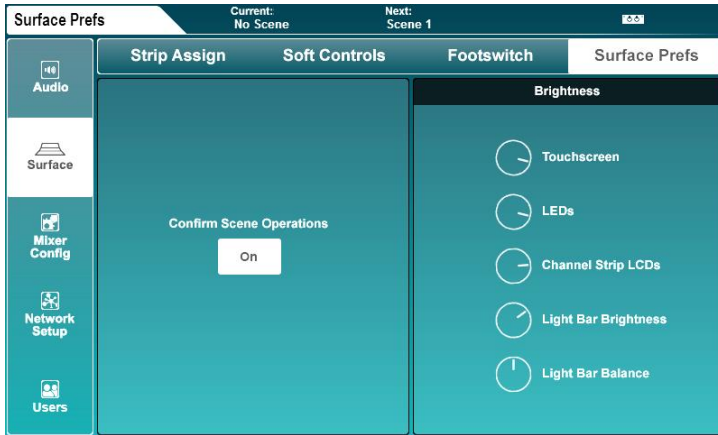 Surface Prefs
Current:
No Scene
Next:
Scene 1
Audio
Surface
Mixer
Config
Network
Setup
Users
Strip Assign
Soft Controls
Footswitch
Surface Prefs
Confirm Scene Operations
On
Brightness
Touchscreen
LEDs
Channel Strip LCDs
Light Bar Brightness
Light Bar Balance